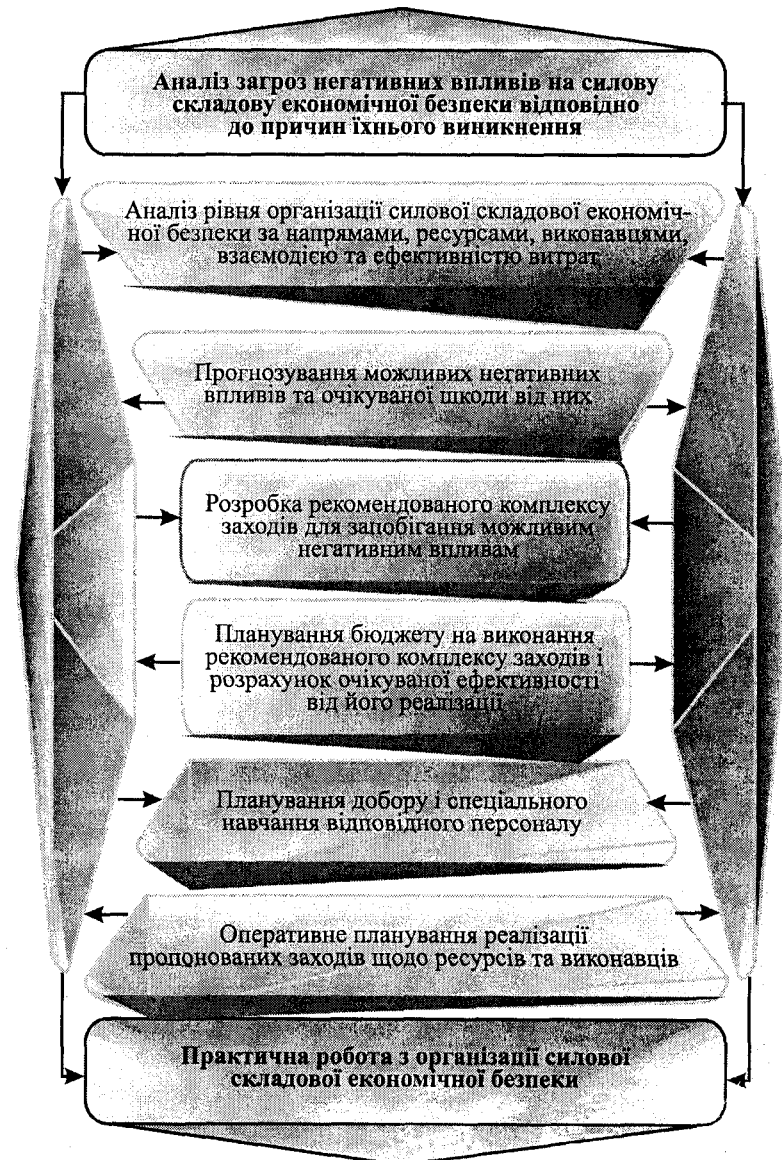 Аналіз загроз негативних впливів на силову
складову економічної безпеки відповідно
до причин їхнього виникнення
Аналіз рівня організації силової складової економіч-
ної безпеки за напрямами, ресурсами, виконавцями,
взаємодією та ефективністю витрат
Прогнозування можливих негативних
впливів та очікуваної шкоди від них
Розробка рекомендованого комплексу
заходів для запобігання можливим
негативним впливам
Планування бюджету на виконання
рекомендованого комплексу заходів і
розрахунок очікуваної ефективності
від його реалізації
Планування добору і спеціального
навчання відповідного персоналу
Оперативне планування реалізації
пропонованих заходів щодо ресурсів та виконавців
Практична робота з організації силової
складової економічної безпеки